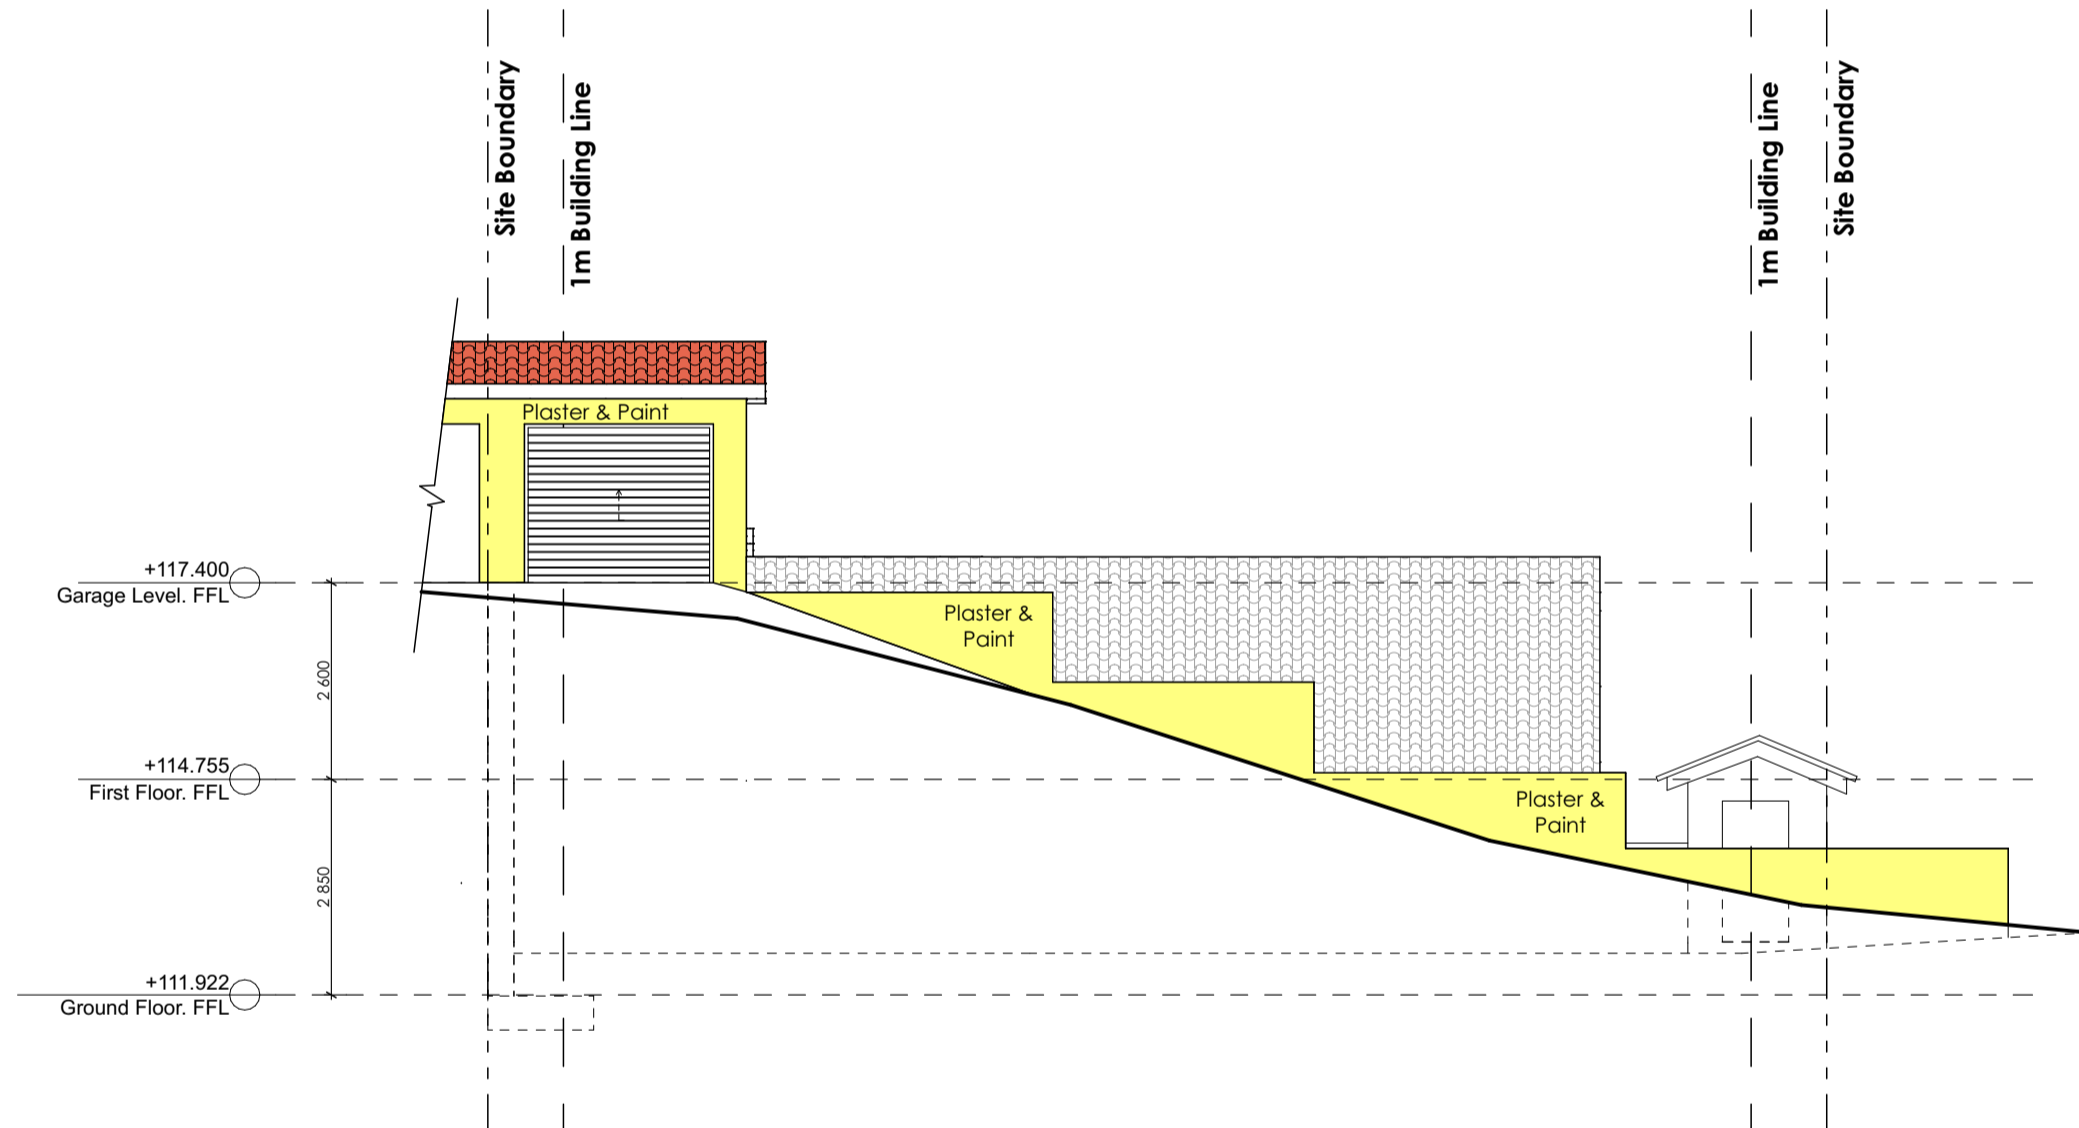 Site Boundary
1m Building Line
1m Building Line
Site Boundary
Plaster & Paint
+117.400
Garage Level. FFL
Plaster &
Paint
2 600
+114.755
First Floor. FFL
Plaster &
Paint
2 850
+111.922
Ground Floor. FFL